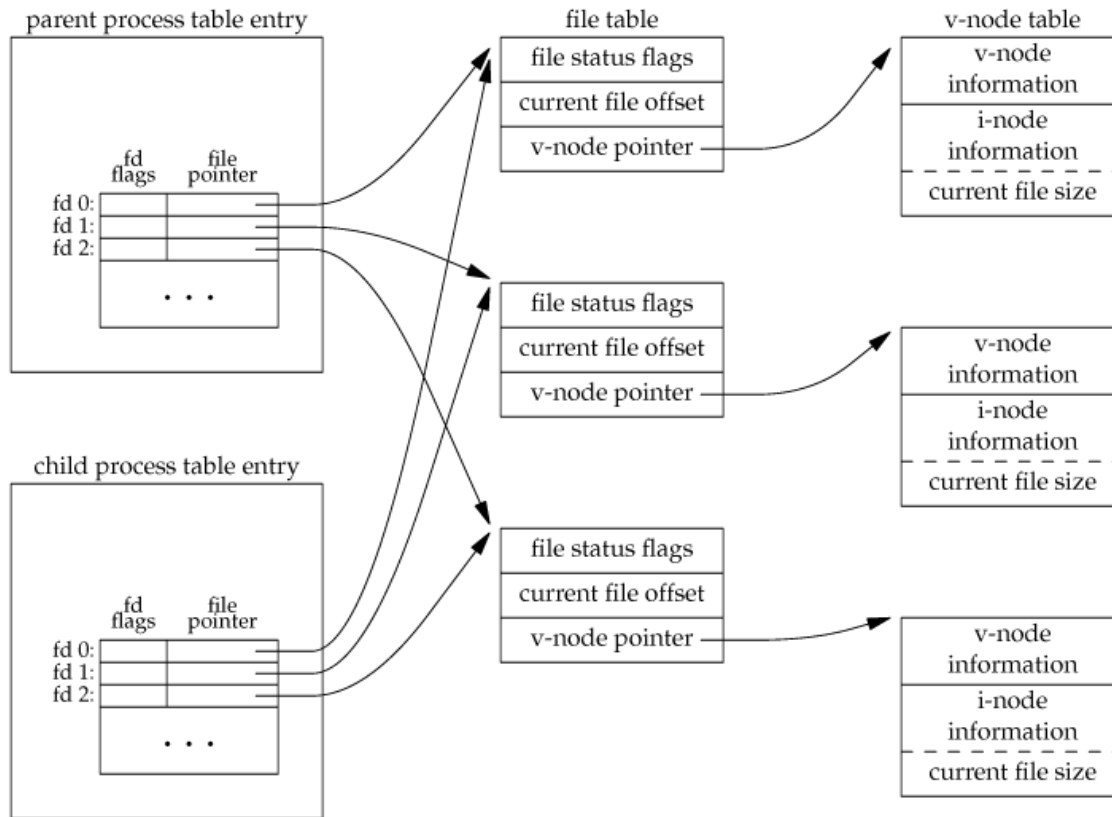 parent process table entry
fd
flags
file
pointer
fd 0:
fd 1:
fd 2:
. . .
child process table entry
fd
flags
file
pointer
fd 0:
fd 1:
fd 2:
. . .
file table
file status flags
current file offset
v-node pointer
file status flags
current file offset
v-node pointer
file status flags
current file offset
v-node pointer
v-node table
v-node
information
i-node
information
current file size
v-node
information
i-node
information
current file size
v-node
information
i-node
information
current file size